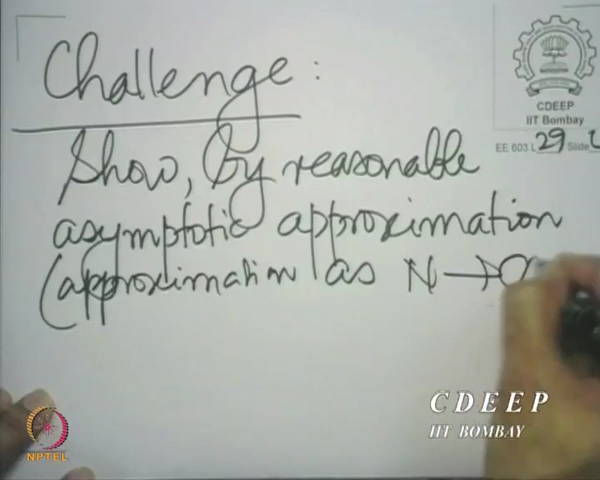 Challenge:
Show, by reasonable
asymptotic approximation
(approximation as N →
CDEEP
IIT Bombay
EE 603 L 29 Slide
CDEEP
IIT BOMBAY
NPTEL